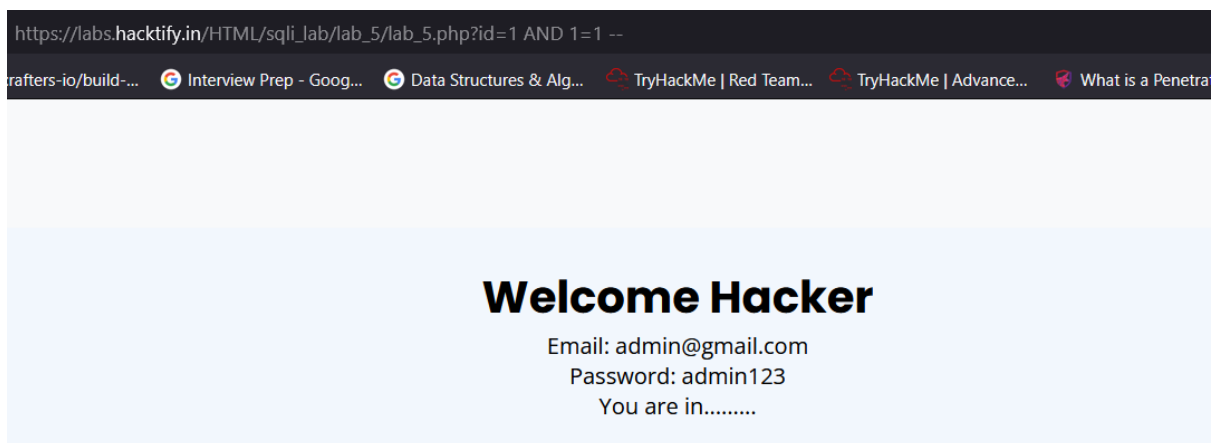 https://labs.hacktify.in/HTML/sqli_lab/lab_5/lab_5.php?id=1 AND 1=1 --
rafters-io/build-... Interview Prep - Goog... Data Structures & Alg... TryHackMe | Red Team... TryHackMe | Advance... What is a Penetra
Welcome Hacker
Email: admin@gmail.com
Password: admin123
You are in.........